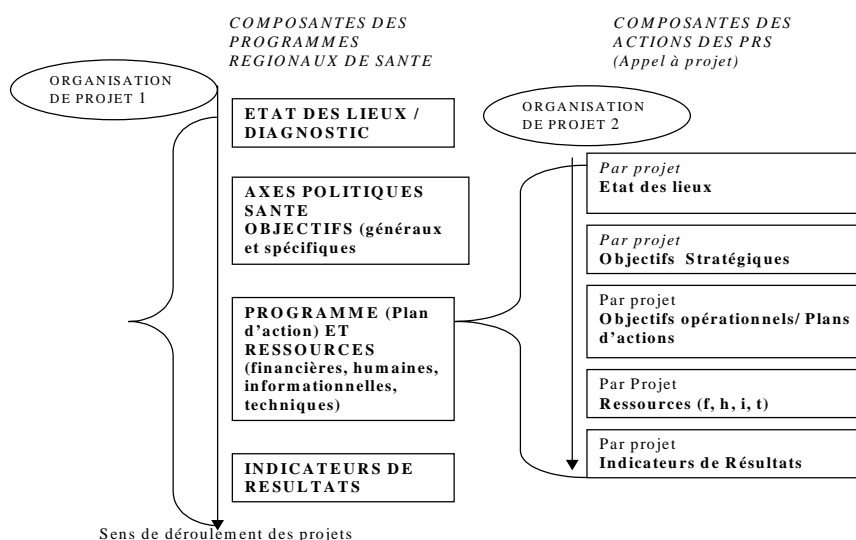 COMPOSANTES DES
PROGRAMMES
REGIONAUX DE SANTE
COMPOSANTES DES
ACTIONS DES PRS
(Appel à projet)
ORGANISATION
DE PROJET 1
ETAT DES LIEUX /
DIAGNOSTIC
AXES POLITIQUES
SANTE
OBJECTIFS (généraux
et spécifiques
PROGRAMME (Plan
d’action) ET
RESSOURCES
(financières, humaines,
informationnelles,
techniques)
INDICATEURS DE
RESULTATS
ORGANISATION
DE PROJET 2
Par projet
Etat des lieux
Par projet
Objectifs Stratégiques
Par projet
Objectifs opérationnels/ Plans
d’actions
Par Projet
Ressources (f, h, i, t)
Par projet
Indicateurs de Résultats
Sens de déroulement des projets